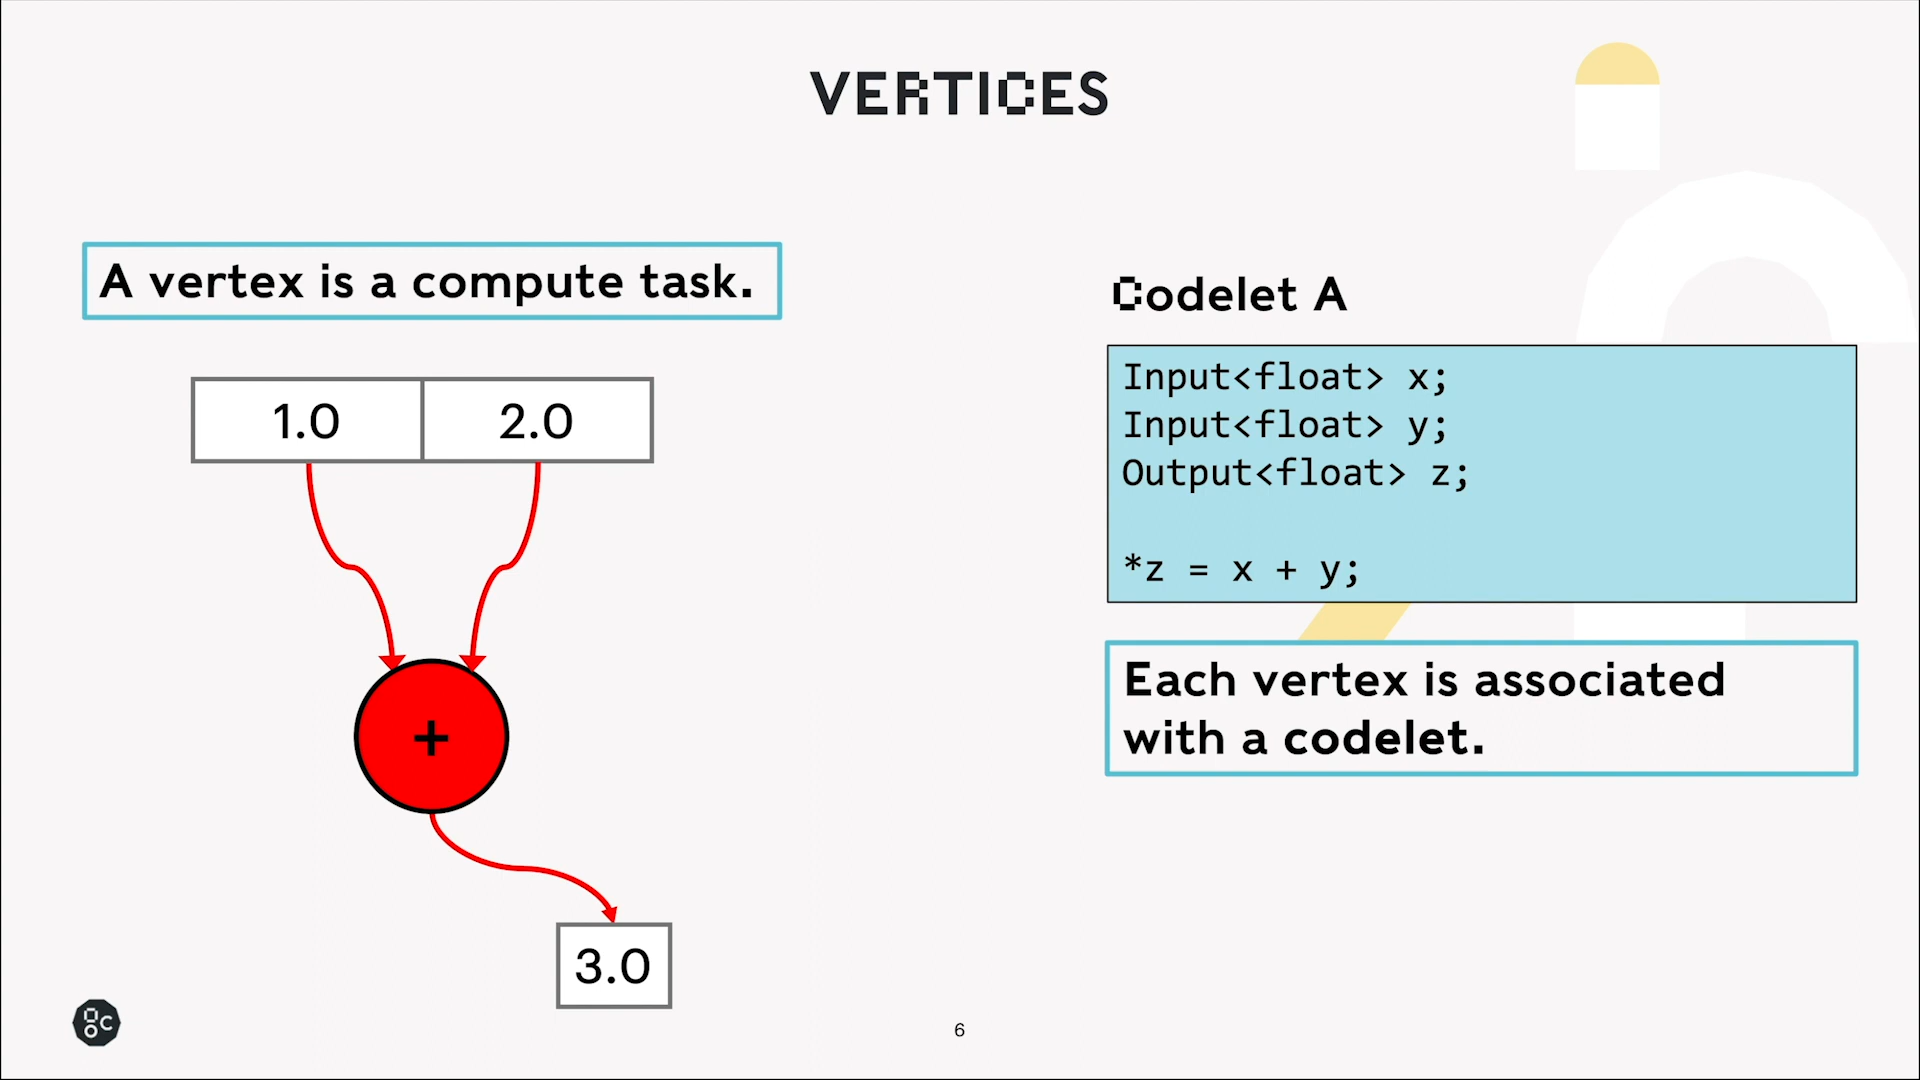 VERTICES
A vertex is a compute task.
1.0 2.0
+
3.0
Codelet A
Input<float> x;
Input<float> y;
Output<float> z;
*z = x + y;
Each vertex is associated
with a codelet.
gc
6